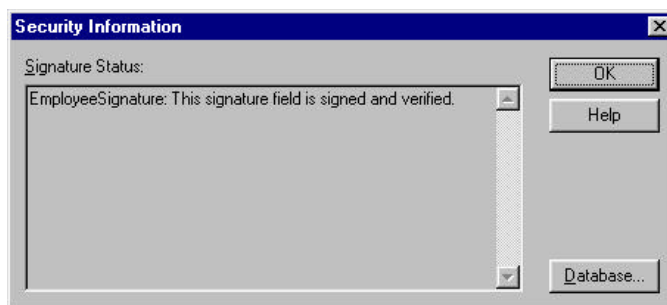 Security Information
Signature Status:
EmployeeSignature: This signature field is signed and verified.
OK
Help
Database...